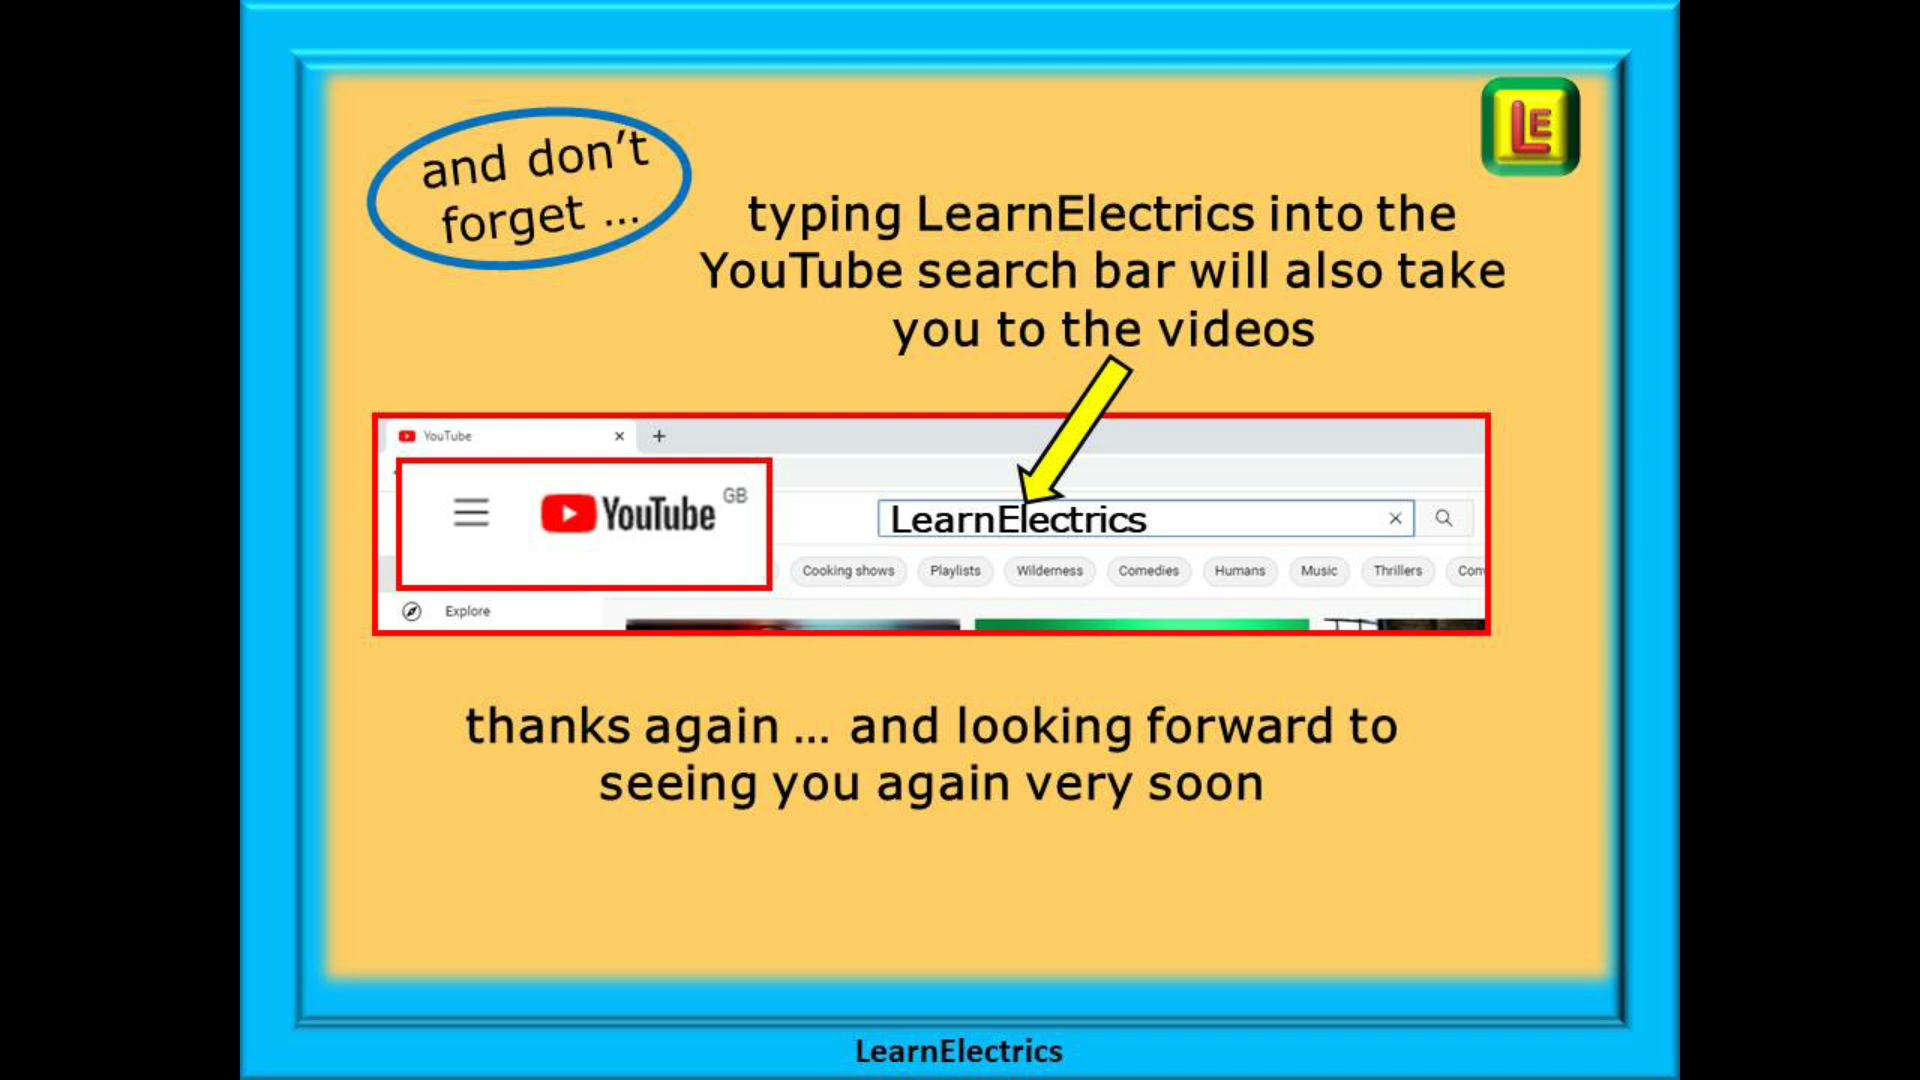 LE
and don't
forget ...
typing LearnElectrics into the
YouTube search bar will also take
you to the videos
YouTube
YouTube GB
LearnElectrics
Cooking shows Playlists Wilderness Comedies Humans Music Thrillers
Explore
thanks again ... and looking forward to
seeing you again very soon
LearnElectrics